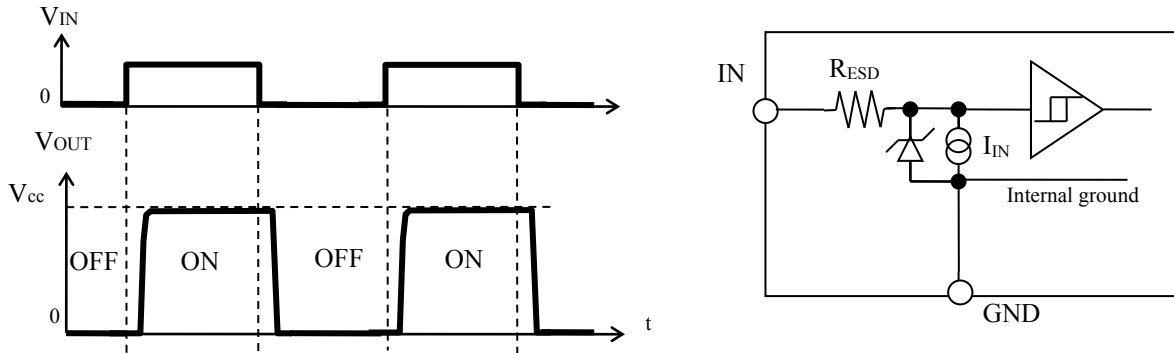 VIN
0
VOUT
Vcc
OFF
ON
OFF
ON
0
t
IN
RESD
IIN
Internal ground
GND